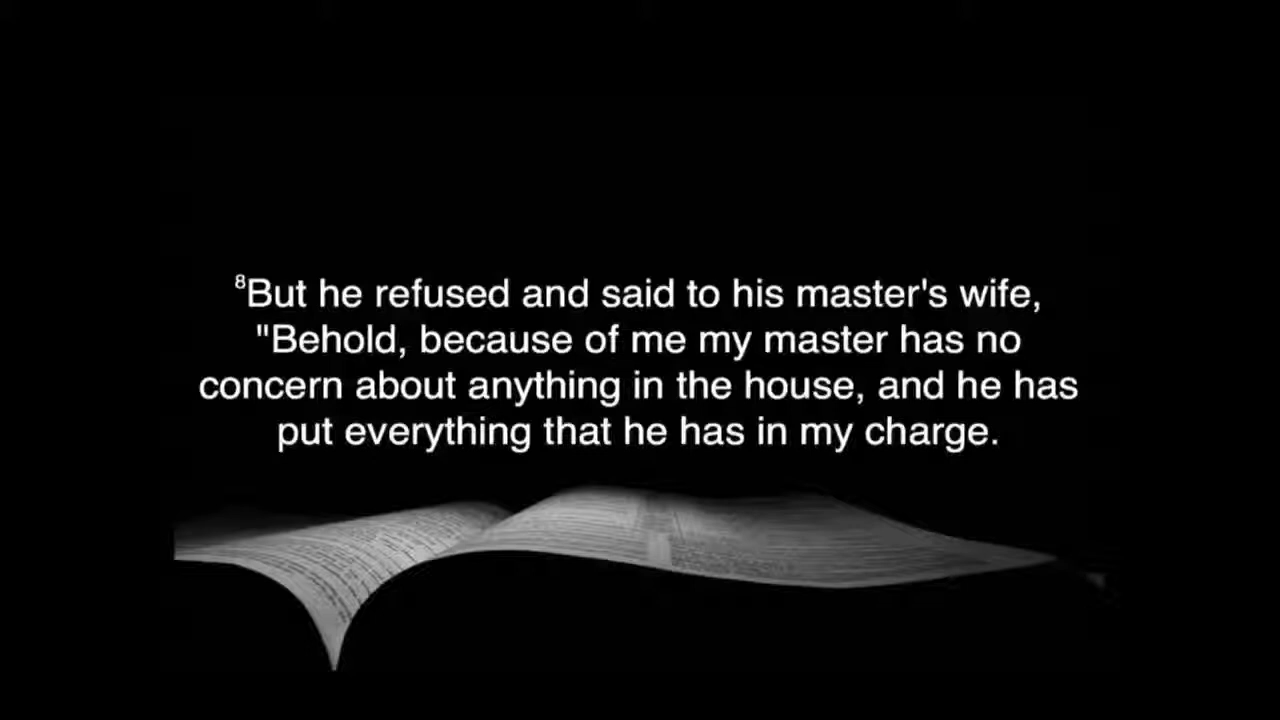 ⁸But he refused and said to his master's wife,
"Behold, because of me my master has no
concern about anything in the house, and he has
put everything that he has in my charge.